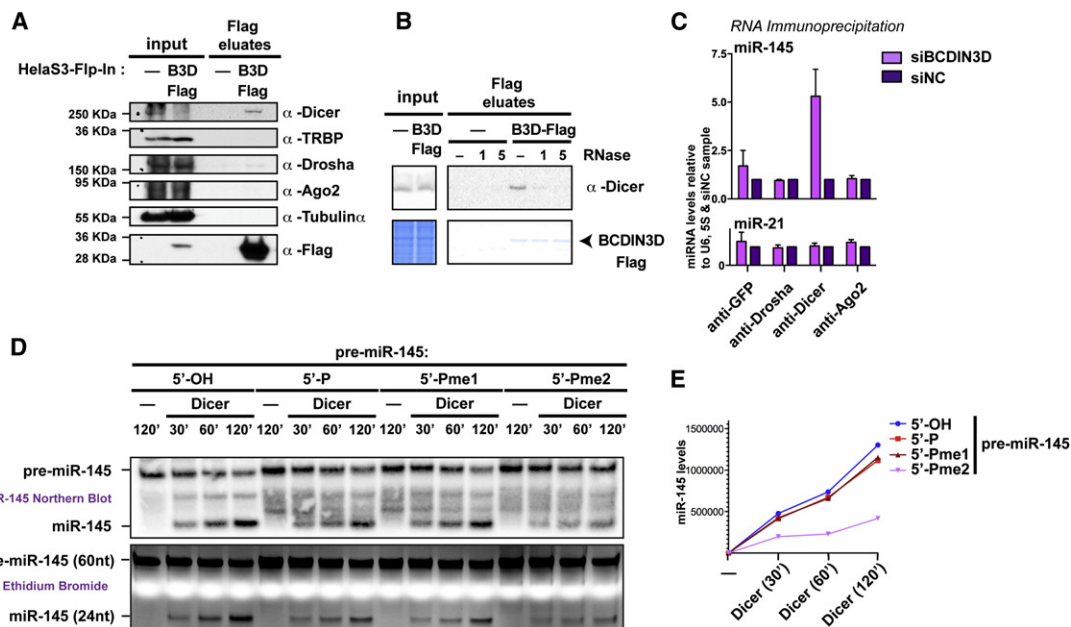 A
input
Flag
eluates
HelaS3-Flp-In : — B3D — B3D
Flag Flag
250 KDa α -Dicer
36 KDa α -TRBP
150 KDa α -Drosha
95 KDa α -Ago2
55 KDa α -Tubulinα
36 KDa
28 KDa α -Flag
B
input
Flag
eluates
— B3D
Flag
— B3D-Flag
– 1 5 – 1 5 RNase
α -Dicer
BCDIN3D
Flag
C
RNA Immunoprecipitation
miR-145
siBCDIN3D
siNC
7.5
5.0
2.5
0.0
miR-21
0
miRNA levels relative
to U6, 5S & siNC sample
anti-GFP
anti-Drosha
anti-Dicer
anti-Ago2
D
pre-miR-145:
5’-OH 5’-P 5’-Pme1 5’-Pme2
— Dicer — Dicer — Dicer — Dicer
120’ 30’ 60’ 120’ 120’ 30’ 60’ 120’ 120’ 30’ 60’ 120’ 120’ 30’ 60’ 120’
pre-miR-145
R-145 Northern Blot
miR-145
e-miR-145 (60nt)
Ethidium Bromide
miR-145 (24nt)
E
5’-OH
5’-P
5’-Pme1
5’-Pme2
pre-miR-145
miR-145 levels
1500000
1000000
500000
—
Dicer (30’)
Dicer (60’)
Dicer (120’)